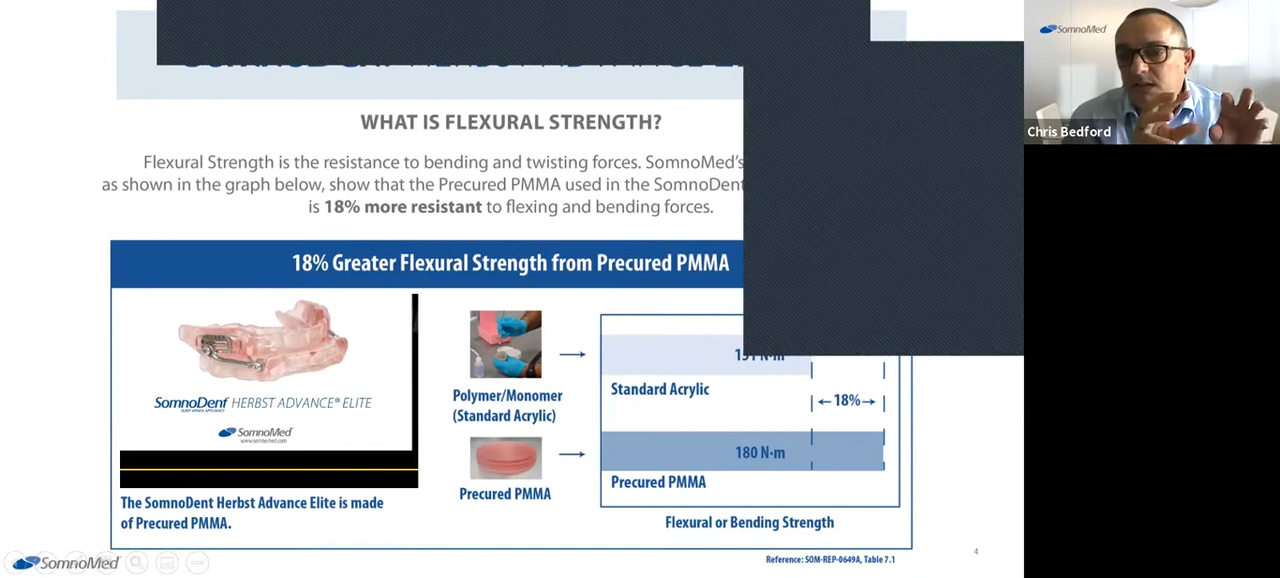 SomnoMed
Chris Bedford
WHAT IS FLEXURAL STRENGTH?
Flexural Strength is the resistance to bending and twisting forces. SomnoMed's
as shown in the graph below, show that the Precured PMMA used in the SomnoDent
is 18% more resistant to flexing and bending forces.
18% Greater Flexural Strength from Precured PMMA
SomnoDent HERBST ADVANCE® ELITE
SomnoMed
www.somnomed.com
The SomnoDent Herbst Advance Elite is made
of Precured PMMA.
Polymer/Monomer
(Standard Acrylic)
Precured PMMA
Standard Acrylic
18%
180 N·m
Precured PMMA
Flexural or Bending Strength
Reference: SOM-REP-0649A, Table 7.1
4
SomnoMed